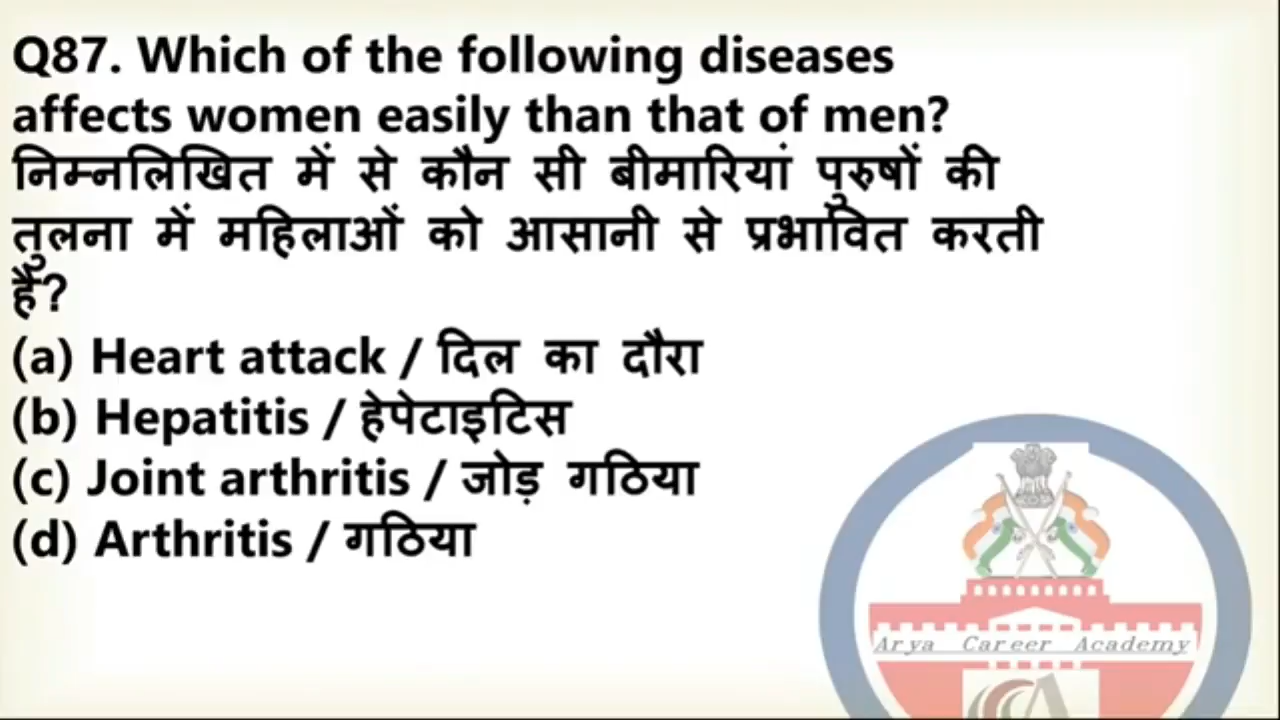 Q87. Which of the following diseases
affects women easily than that of men?
निम्नलिखित में से कौन सी बीमारियां पुरुषों की
तुलना में महिलाओं को आसानी से प्रभावित करती
है?
(a) Heart attack / दिल का दौरा
(b) Hepatitis / हेपेटाइटिस
(c) Joint arthritis / जोड़ गठिया
(d) Arthritis / गठिया
Arya Career Academy